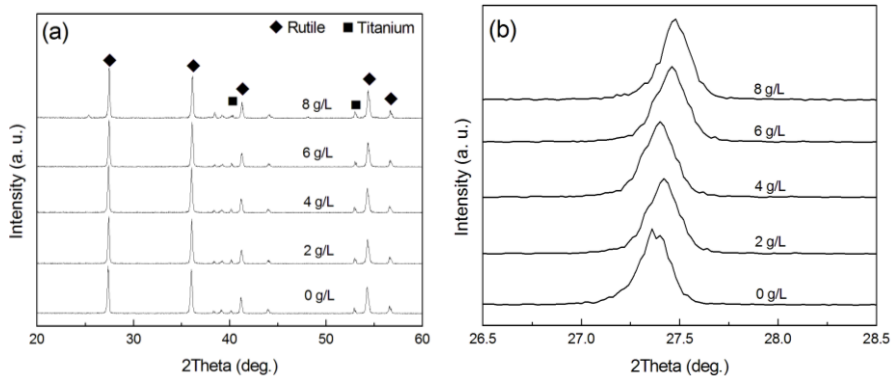 (a)
◆ Rutile ■ Titanium
8 g/L
6 g/L
4 g/L
2 g/L
0 g/L
Intensity (a. u.)
20 30 40 50 60
2Theta (deg.)
(b)
8 g/L
6 g/L
4 g/L
2 g/L
0 g/L
Intensity (a. u.)
26.5 27.0 27.5 28.0 28.5
2Theta (deg.)